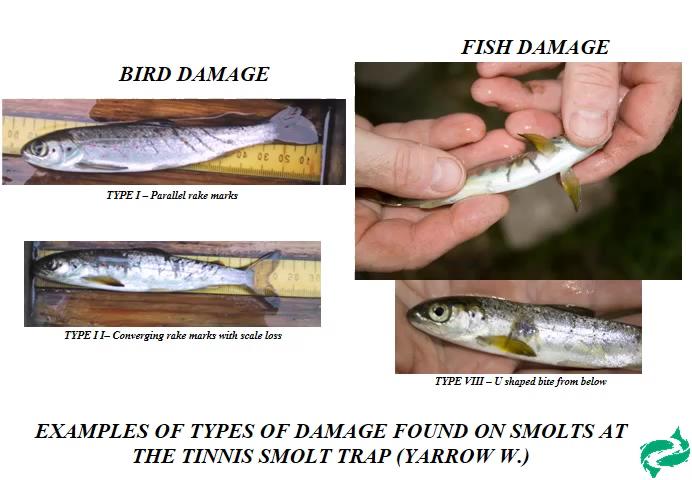 FISH DAMAGE
BIRD DAMAGE
TYPE I – Parallel rake marks
TYPE I I– Converging rake marks with scale loss
TYPE VIII – U shaped bite from below
EXAMPLES OF TYPES OF DAMAGE FOUND ON SMOLTS AT
THE TINNIS SMOLT TRAP (YARROW W.)